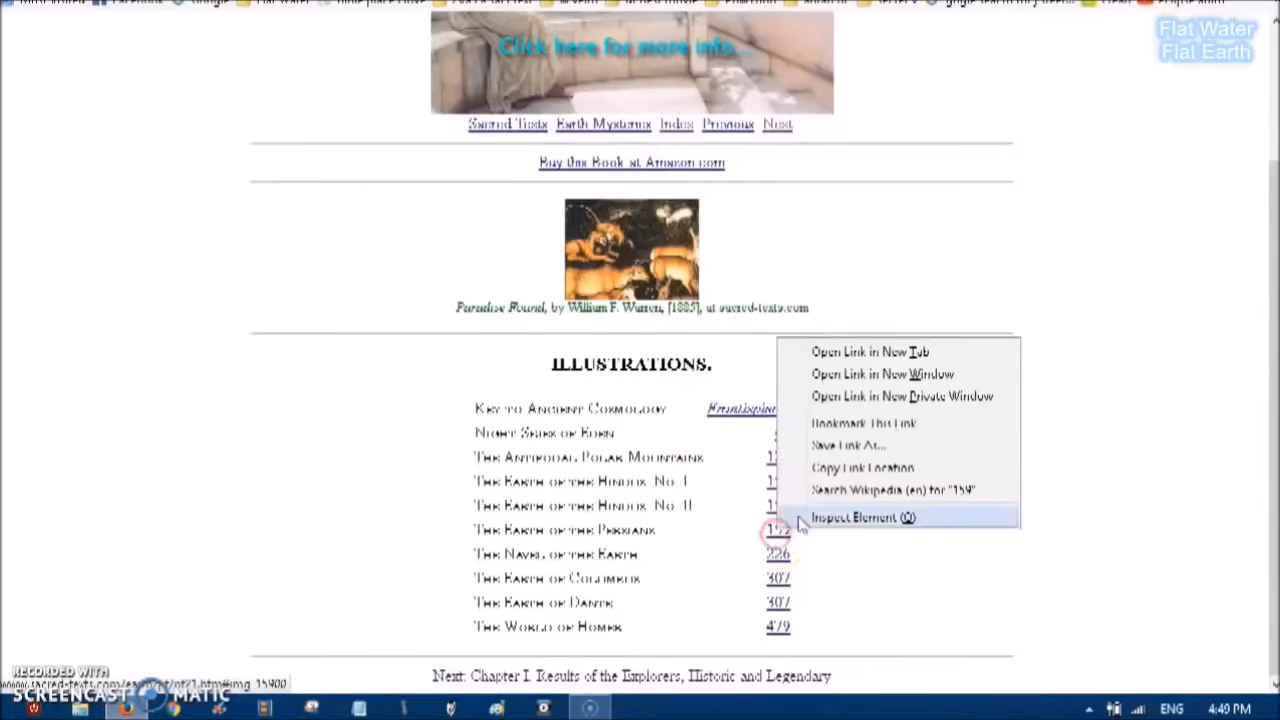 Flat Water
Flat Earth
Click here for more info...
Sacred Texts Earth Mysteries Index Previous Next
Buy this Book at Amazon.com
Paradise Found, by William F. Warren, [1885], at sacred-texts.com
ILLUSTRATIONS.
KEY TO ANCIENT COSMOLOGY
NIGHT SKIES OF EDEN
THE ANTIPODAL POLAR MOUNTAINS
THE EARTH OF THE HINDUS, No. I
THE EARTH OF THE HINDUS, No. II
THE EARTH OF THE PERSIANS
THE NAVEL OF THE EARTH 226
THE EARTH OF COLUMBUS 307
THE EARTH OF DANTE 307
THE WORLD OF HOMER 479
Open Link in New Tab
Open Link in New Window
Open Link in New Private Window
Bookmark This Link
Save Link As...
Copy Link Location
Search Wikipedia (en) for "159"
Inspect Element (Q)
Next: Chapter I. Results of the Explorers, Historic and Legendary
RECORDED WITH
SCREENCAST MATIC
ENG 4:49 PM